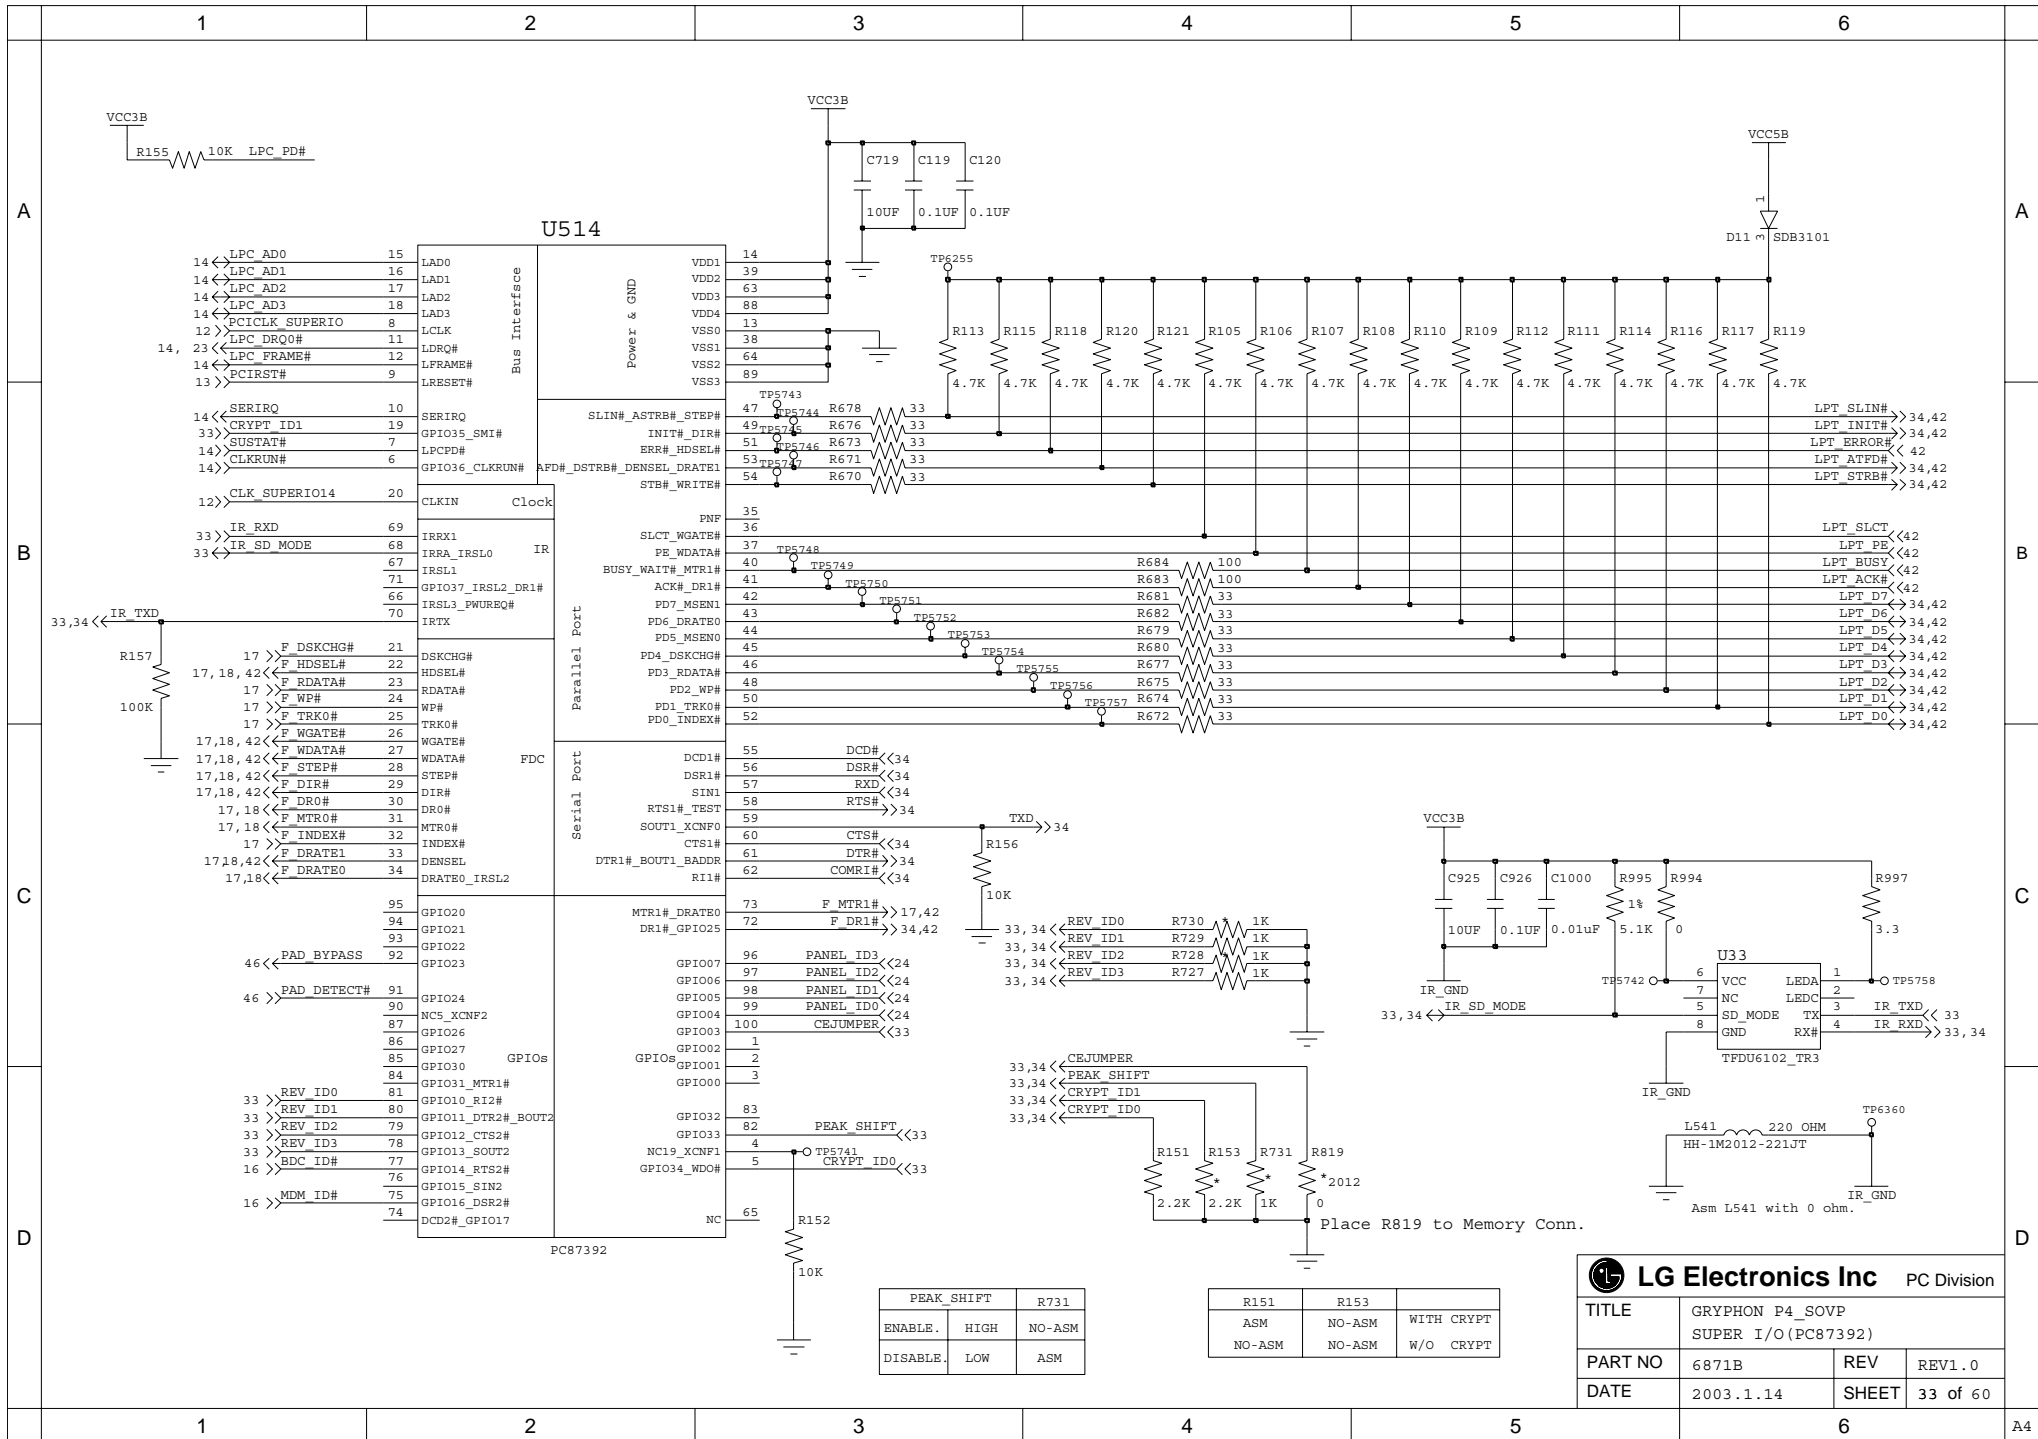 1 2 3 4 5 6
VCC3B
R155 10K LPC_PD#
VCC3B
C719 C119 C120
10UF 0.1UF 0.1UF
VCC5B
1
D11 3 SDB3101
A A
U514
Bus Interfsce
Power & GND
14 LPC_AD0 15 LAD0
14 LPC_AD1 16 LAD1
14 LPC_AD2 17 LAD2
14 LPC_AD3 18 LAD3
12 PCICLK_SUPERIO 8 LCLK
14, 23 LPC_DRQ0# 11 LDRQ#
14 LPC_FRAME# 12 LFRAME#
13 PCIRST# 9 LRESET#
VDD1 14
VDD2 39
VDD3 63
VDD4 88
VSS0 13
VSS1 38
VSS2 64
VSS3 89
TP6255
R113 R115 R118 R120 R121 R105 R106 R107 R108 R110 R109 R112 R111 R114 R116 R117 R119
4.7K 4.7K 4.7K 4.7K 4.7K 4.7K 4.7K 4.7K 4.7K 4.7K 4.7K 4.7K 4.7K 4.7K 4.7K 4.7K 4.7K
14 SERIRQ 10 SERIRQ
33 CRYPT_ID1 19 GPIO35_SMI#
14 SUSTAT# 7 LPCPD#
14 CLKRUN# 6 GPIO36_CLKRUN#
12 CLK_SUPERIO14 20 CLKIN Clock
SLIN#_ASTRB#_STEP# 47 TP5743 R678 33 LPT_SLIN# 34,42
INIT#_DIR# 49 TP5744 R676 33 LPT_INIT# 34,42
ERR#_HDSEL# 51 TP5745 R673 33 LPT_ERROR# 42
AFD#_DSTRB#_DENSEL_DRATE1 53 TP5746 R671 33 LPT_ATFD# 34,42
STB#_WRITE# 54 TP5747 R670 33 LPT_STRB# 34,42
B B
33 IR_RXD 69 IRRX1
33 IR_SD_MODE 68 IRRA_IRSL0 IR
67 IRSL1
71 GPIO37_IRSL2_DR1#
66 IRSL3_PWUREQ#
33,34 IR_TXD 70 IRTX
R157
100K
Parallel Port
PNF 35
SLCT_WGATE# 36 LPT_SLCT 42
PE_WDATA# 37 LPT_PE 42
BUSY_WAIT#_MTR1# 40 TP5748 R684 100 LPT_BUSY 42
ACK#_DR1# 41 TP5749 R683 100 LPT_ACK# 42
PD7_MSEN1 42 TP5750 R681 33 LPT_D7 34,42
PD6_DRATE0 43 TP5751 R682 33 LPT_D6 34,42
PD5_MSEN0 44 TP5752 R679 33 LPT_D5 34,42
PD4_DSKCHG# 45 TP5753 R680 33 LPT_D4 34,42
PD3_RDATA# 46 TP5754 R677 33 LPT_D3 34,42
PD2_WP# 48 TP5755 R675 33 LPT_D2 34,42
PD1_TRK0# 50 TP5756 R674 33 LPT_D1 34,42
PD0_INDEX# 52 TP5757 R672 33 LPT_D0 34,42
17 F_DSKCHG# 21 DSKCHG#
17,18,42 F_HDSEL# 22 HDSEL#
17 F_RDATA# 23 RDATA#
17 F_WP# 24 WP#
17 F_TRK0# 25 TRK0#
17,18,42 F_WGATE# 26 WGATE#
17,18,42 F_WDATA# 27 WDATA# FDC
17,18,42 F_STEP# 28 STEP#
17,18,42 F_DIR# 29 DIR#
17,18 F_DR0# 30 DR0#
17,18 F_MTR0# 31 MTR0#
17 F_INDEX# 32 INDEX#
17,18,42 F_DRATE1 33 DENSEL
17,18 F_DRATE0 34 DRATE0_IRSL2
Serial Port
DCD1# 55 DCD# 34
DSR1# 56 DSR# 34
SIN1 57 RXD 34
RTS1#_TEST 58 RTS# 34
SOUT1_XCNF0 59 TXD 34
CTS1# 60 CTS# 34
DTR1#_BOUT1_BADDR 61 DTR# 34
RI1# 62 COMRI# 34
R156
10K
C C
VCC3B
C925 C926 C1000 R995 R994 R997
10UF 0.1UF 0.01uF 1% 5.1K 0 3.3
IR_GND
U33
TP5742 6 VCC LEDA 1 TP5758
7 NC LEDC 2
33,34 IR_SD_MODE 5 SD_MODE TX 3 IR_TXD 33
8 GND RX# 4 IR_RXD 33,34
TFDU6102_TR3
IR_GND
95 GPIO20
94 GPIO21
93 GPIO22
46 PAD_BYPASS 92 GPIO23
46 PAD_DETECT# 91 GPIO24
90 NC5_XCNF2
87 GPIO26
86 GPIO27
85 GPIO30 GPIOs
84 GPIO31_MTR1#
33 REV_ID0 81 GPIO10_RI2#
33 REV_ID1 80 GPIO11_DTR2#_BOUT2
33 REV_ID2 79 GPIO12_CTS2#
33 REV_ID3 78 GPIO13_SOUT2
16 BDC_ID# 77 GPIO14_RTS2#
76 GPIO15_SIN2
16 MDM_ID# 75 GPIO16_DSR2#
74 DCD2#_GPIO17
MTR1#_DRATE0 73 F_MTR1# 17,42
DR1#_GPIO25 72 F_DR1# 34,42
GPIO07 96 PANEL_ID3 24
GPIO06 97 PANEL_ID2 24
GPIO05 98 PANEL_ID1 24
GPIO04 99 PANEL_ID0 24
GPIO03 100 CEJUMPER 33
GPIO02 1
GPIOs GPIO01 2
GPIO00 3
GPIO32 83
GPIO33 82 PEAK_SHIFT 33
NC19_XCNF1 4 TP5741
GPIO34_WDO# 5 CRYPT_ID0 33
NC 65
R152
10K
PC87392
33,34 REV_ID0 R730 * 1K
33,34 REV_ID1 R729 1K
33,34 REV_ID2 R728 * 1K
33,34 REV_ID3 R727 1K
33,34 CEJUMPER
33,34 PEAK_SHIFT
33,34 CRYPT_ID1
33,34 CRYPT_ID0
R151 R153 R731 R819
* * *2012
2.2K 2.2K 1K 0
Place R819 to Memory Conn.
TP6360
L541 220 OHM
HH-1M2012-221JT
IR_GND
Asm L541 with 0 ohm.
D D
PEAK_SHIFT R731
ENABLE. HIGH NO-ASM
DISABLE. LOW ASM
R151 R153
ASM NO-ASM WITH CRYPT
NO-ASM NO-ASM W/O CRYPT
LG Electronics Inc PC Division
TITLE GRYPHON P4_SOVP
SUPER I/O(PC87392)
PART NO 6871B REV REV1.0
DATE 2003.1.14 SHEET 33 of 60
1 2 3 4 5 6 A4